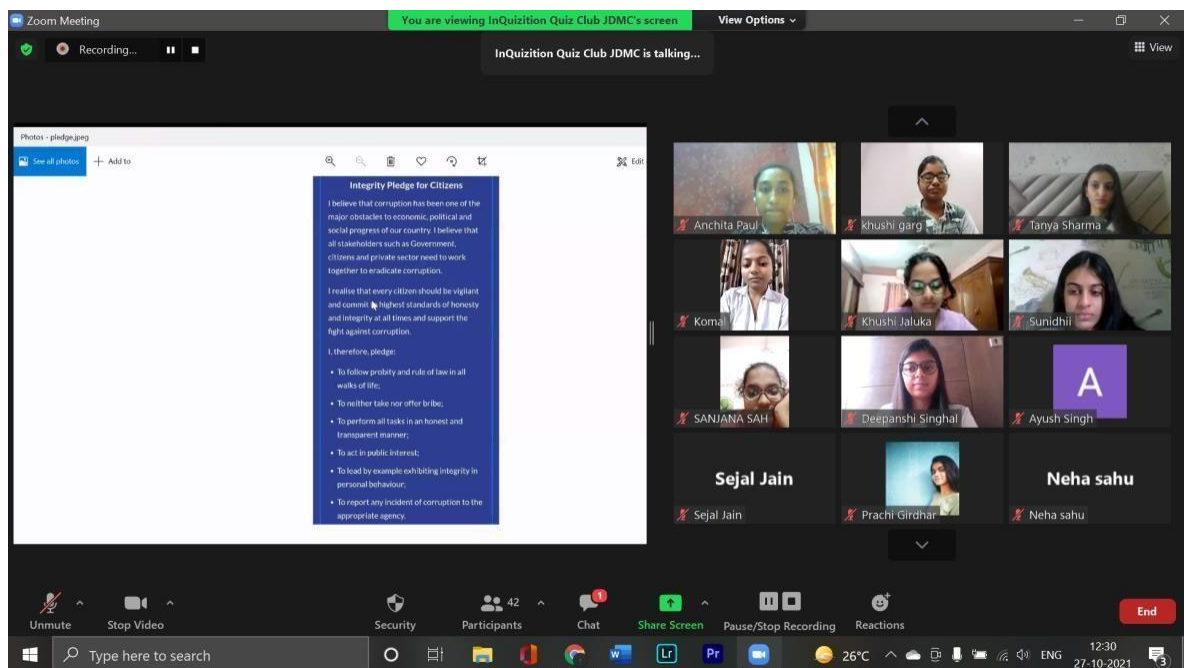 Zoom Meeting
You are viewing InQuizition Quiz Club JDMC's screen
View Options
Recording...
InQuizition Quiz Club JDMC is talking...
View
Photos - pledge.jpeg
See all photos
Add to
Edit
Integrity Pledge for Citizens
I believe that corruption has been one of the
major obstacles to economic, political and
social progress of our country. I believe that
all stakeholders such as Government,
citizens and private sector need to work
together to eradicate corruption.
I realise that every citizen should be vigilant
and commit highest standards of honesty
and integrity at all times and support the
fight against corruption.
I, therefore, pledge:
• To follow probity and rule of law in all
walks of life;
• To neither take nor offer bribe;
• To perform all tasks in an honest and
transparent manner;
• To act in public interest;
• To lead by example exhibiting integrity in
personal behaviour;
• To report any incident of corruption to the
appropriate agency.
Anchita Paul
khushi garg
Tanya Sharma
Komal
Khushi Jaluka
Sunidhii
SANJANA SAH
Deepanshi Singhal
A
Ayush Singh
Sejal Jain
Sejal Jain
Prachi Girdhar
Neha sahu
Neha sahu
Unmute
Stop Video
Security
42
Participants
1
Chat
Share Screen
Pause/Stop Recording
Reactions
End
Type here to search
W
Lr
Pr
26°C
ENG
12:30
27-10-2021
3